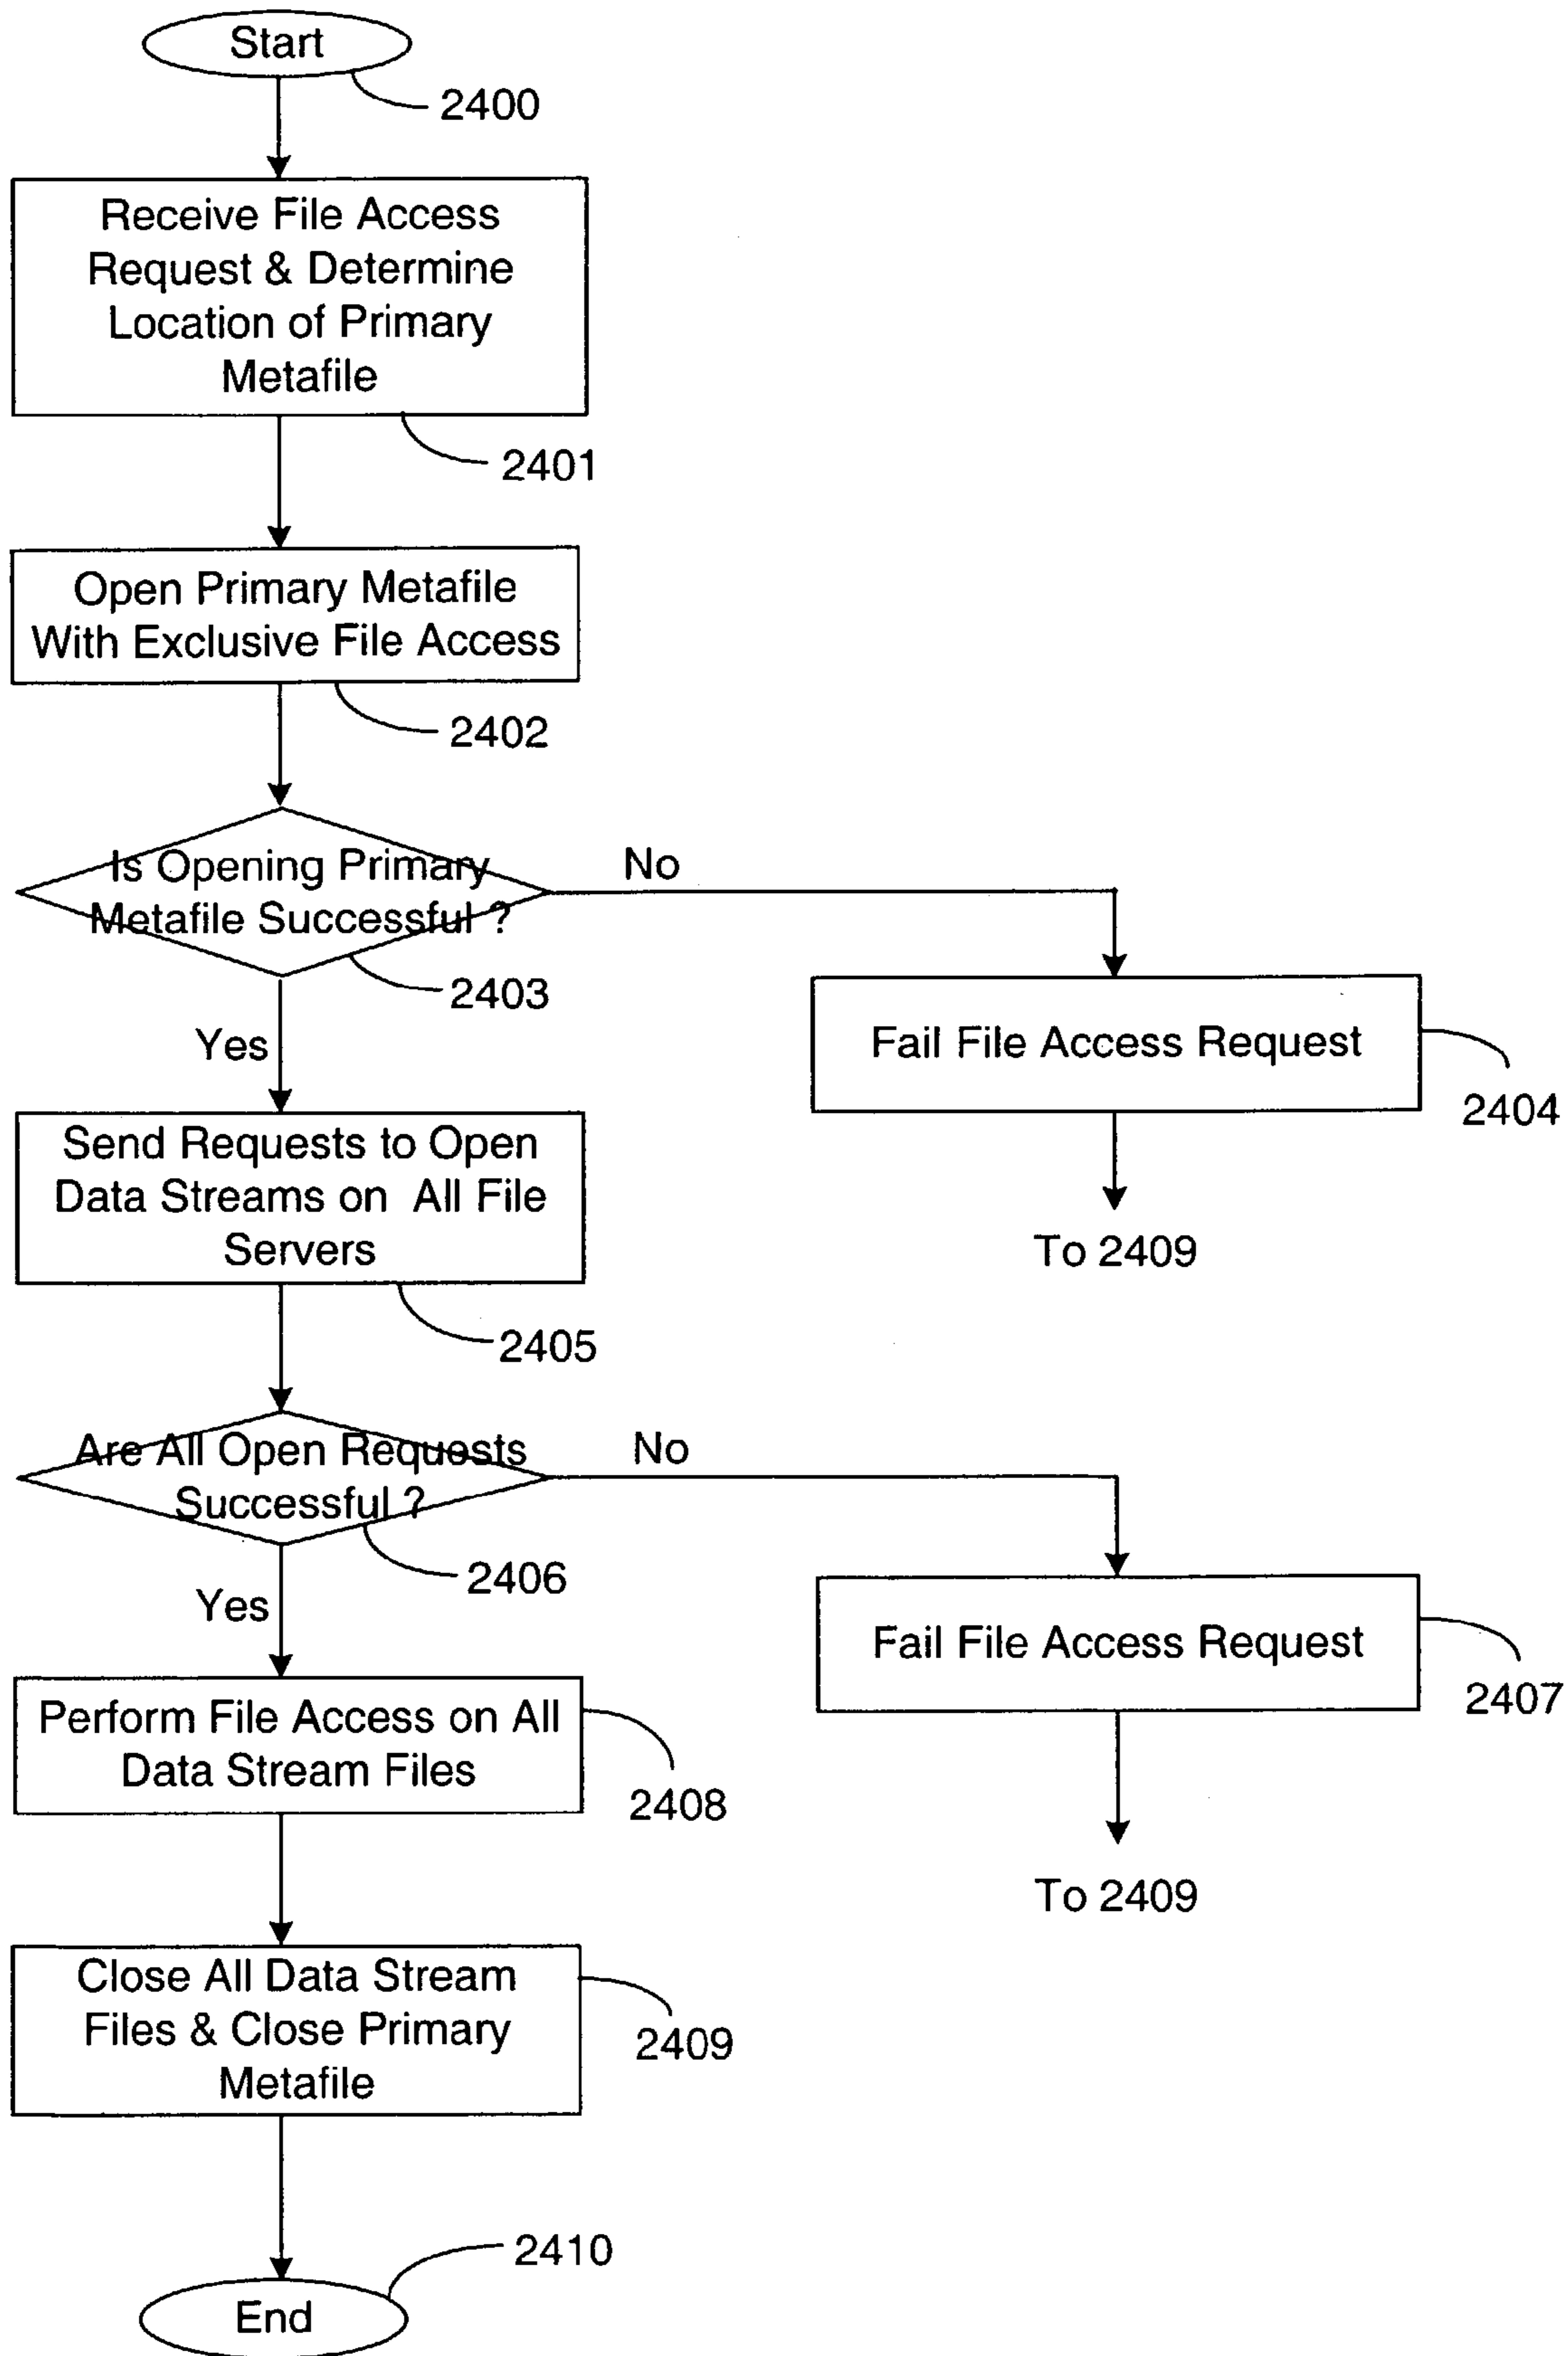 Start
2400
Receive File Access
Request & Determine
Location of Primary
Metafile
2401
Open Primary Metafile
With Exclusive File Access
2402
Is Opening Primary
Metafile Successful ?
No
2403
Yes
Fail File Access Request
2404
To 2409
Send Requests to Open
Data Streams on All File
Servers
2405
Are All Open Requests
Successful ?
No
2406
Yes
Fail File Access Request
2407
To 2409
Perform File Access on All
Data Stream Files
2408
Close All Data Stream
Files & Close Primary
Metafile
2409
2410
End